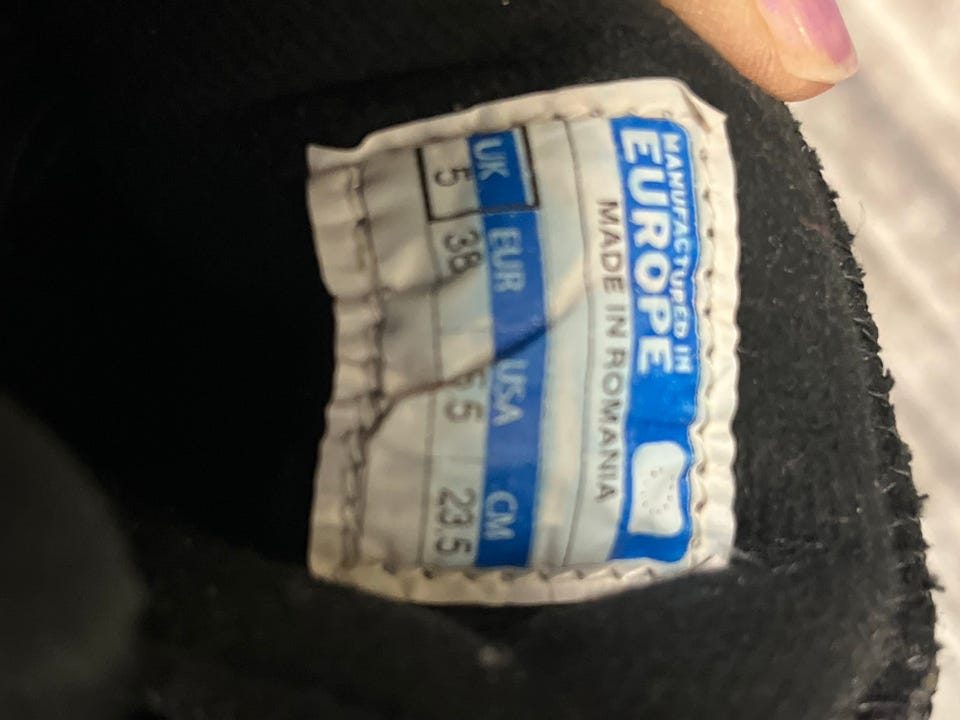 MANUFACTURED IN
EUROPE
MADE IN ROMANIA
UK EUR USA CM
5 38 5.5 23.5